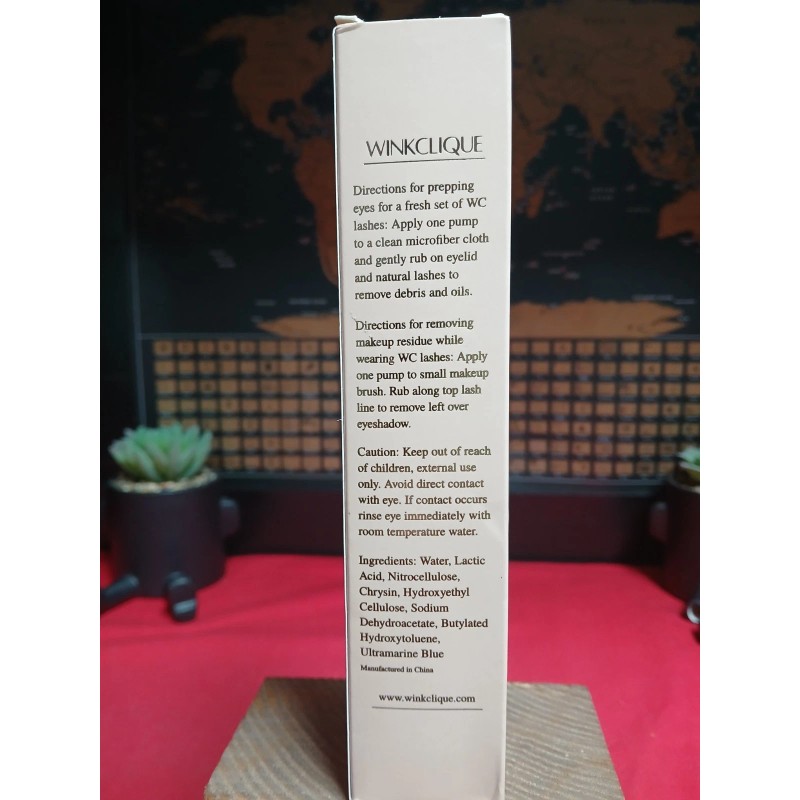 WINKCLIQUE
Directions for prepping
eyes for a fresh set of WC
lashes: Apply one pump
to a clean microfiber cloth
and gently rub on eyelid
and natural lashes to
remove debris and oils.
Directions for removing
makeup residue while
wearing WC lashes: Apply
one pump to small makeup
brush. Rub along top lash
line to remove left over
eyeshadow.
Caution: Keep out of reach
of children, external use
only. Avoid direct contact
with eye. If contact occurs
rinse eye immediately with
room temperature water.
Ingredients: Water, Lactic
Acid, Nitrocellulose,
Chrysin, Hydroxyethyl
Cellulose, Sodium
Dehydroacetate, Butylated
Hydroxytoluene,
Ultramarine Blue
Manufactured in China
www.winkclique.com